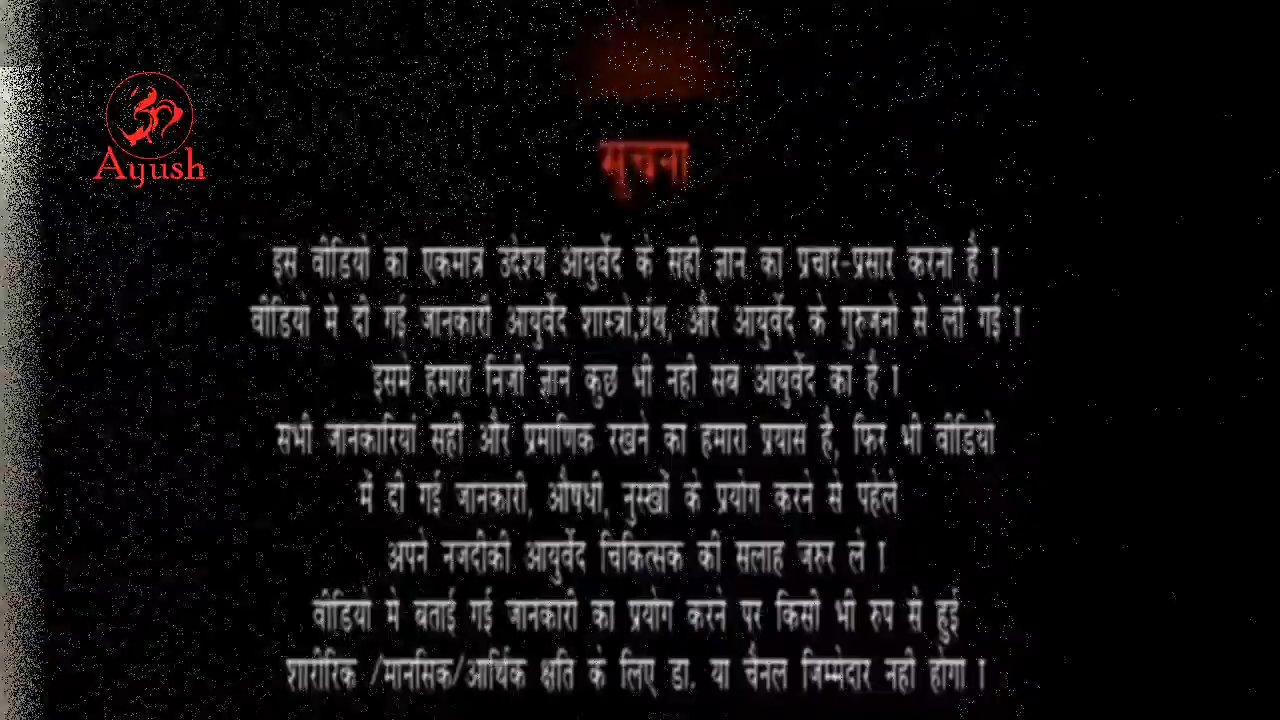 ॐ
Ayush
सूचना
इस वीडियो का एकमात्र उदेश्य आयुर्वेद के सही ज्ञान का प्रचार-प्रसार करना है ।
वीडियो मे दी गई जानकारी आयुर्वेद शास्त्रो,ग्रंथ, और आयुर्वेद के गुरुजनो से ली गई ।
इसमे हमारा निजी ज्ञान कुछ भी नही सब आयुर्वेद का है ।
सभी जानकारियां सही और प्रमाणिक रखने का हमारा प्रयास है, फिर भी वीडियो
में दी गई जानकारी, औषधी, नुस्खों के प्रयोग करने से पहेले
अपने नजदीकी आयुर्वेद चिकित्सक की सलाह जरुर ले ।
वीडियो मे बताई गई जानकारी का प्रयोग करने पर किसी भी रुप से हुई
शारीरिक /मानसिक/आर्थिक क्षति के लिए डा. या चैनल जिम्मेदार नही होगा ।